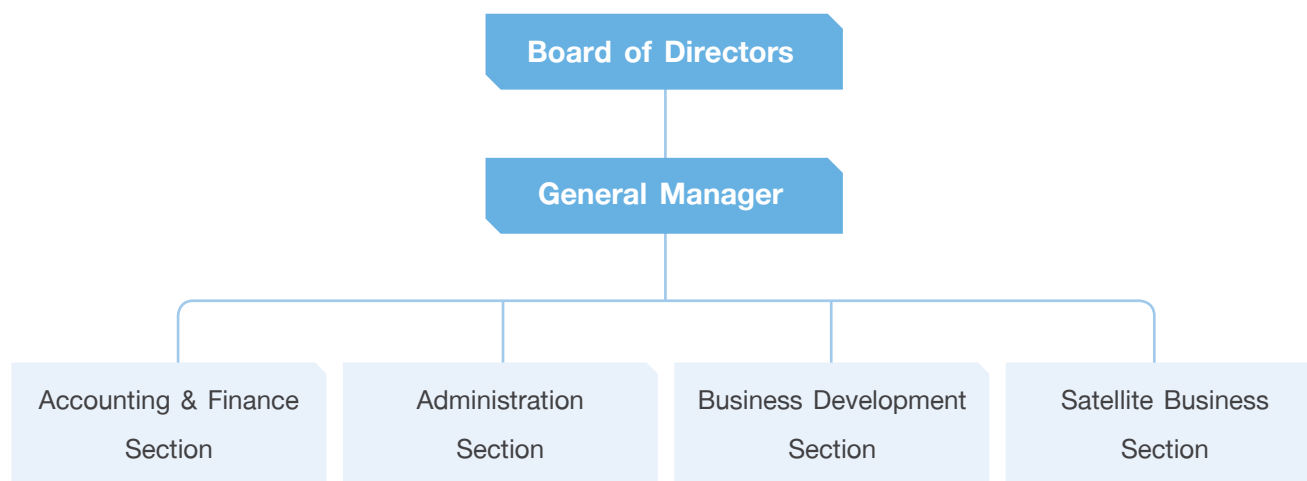 Board of Directors
General Manager
Accounting & Finance
Section
Administration
Section
Business Development
Section
Satellite Business
Section